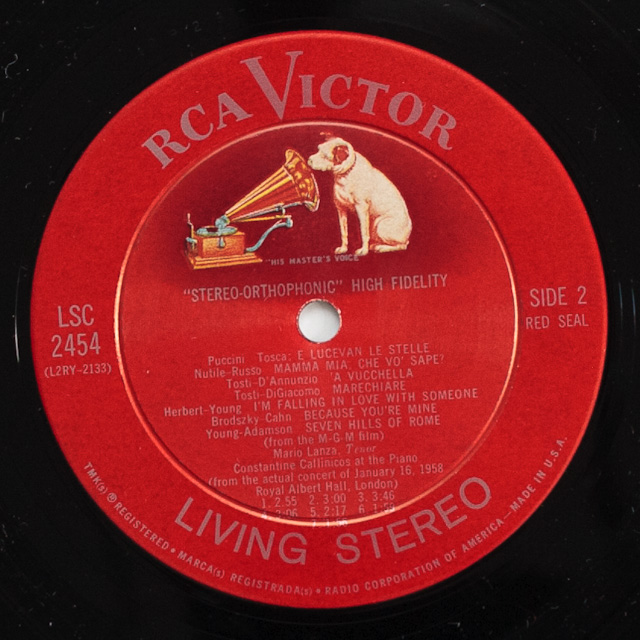 RCA VICTOR
"HIS MASTER'S VOICE"
"STEREO-ORTHOPHONIC" HIGH FIDELITY
LSC
2454
(L2RY-2133)
SIDE 2
RED SEAL
Puccini Tosca: E LUCEVAN LE STELLE
Nutile-Russo MAMMA MIA, CHE VO' SAPE?
Tosti-D'Annunzio 'A VUCCHELLA
Tosti-DiGiacomo MARECHIARE
Herbert-Young I'M FALLING IN LOVE WITH SOMEONE
Brodszky-Cahn BECAUSE YOU'RE MINE
Young-Adamson SEVEN HILLS OF ROME
(from the M-G-M film)
Mario Lanza, Tenor
Constantine Callinicos at the Piano
(from the actual concert of January 16, 1958
Royal Albert Hall, London)
1. 2:55 2. 3:00 3. 3:46
5. 2:17
LIVING STEREO
TMK(s) ® REGISTERED • MARCA(s) REGISTRADA(s) • RADIO CORPORATION OF AMERICA—MADE IN U.S.A.